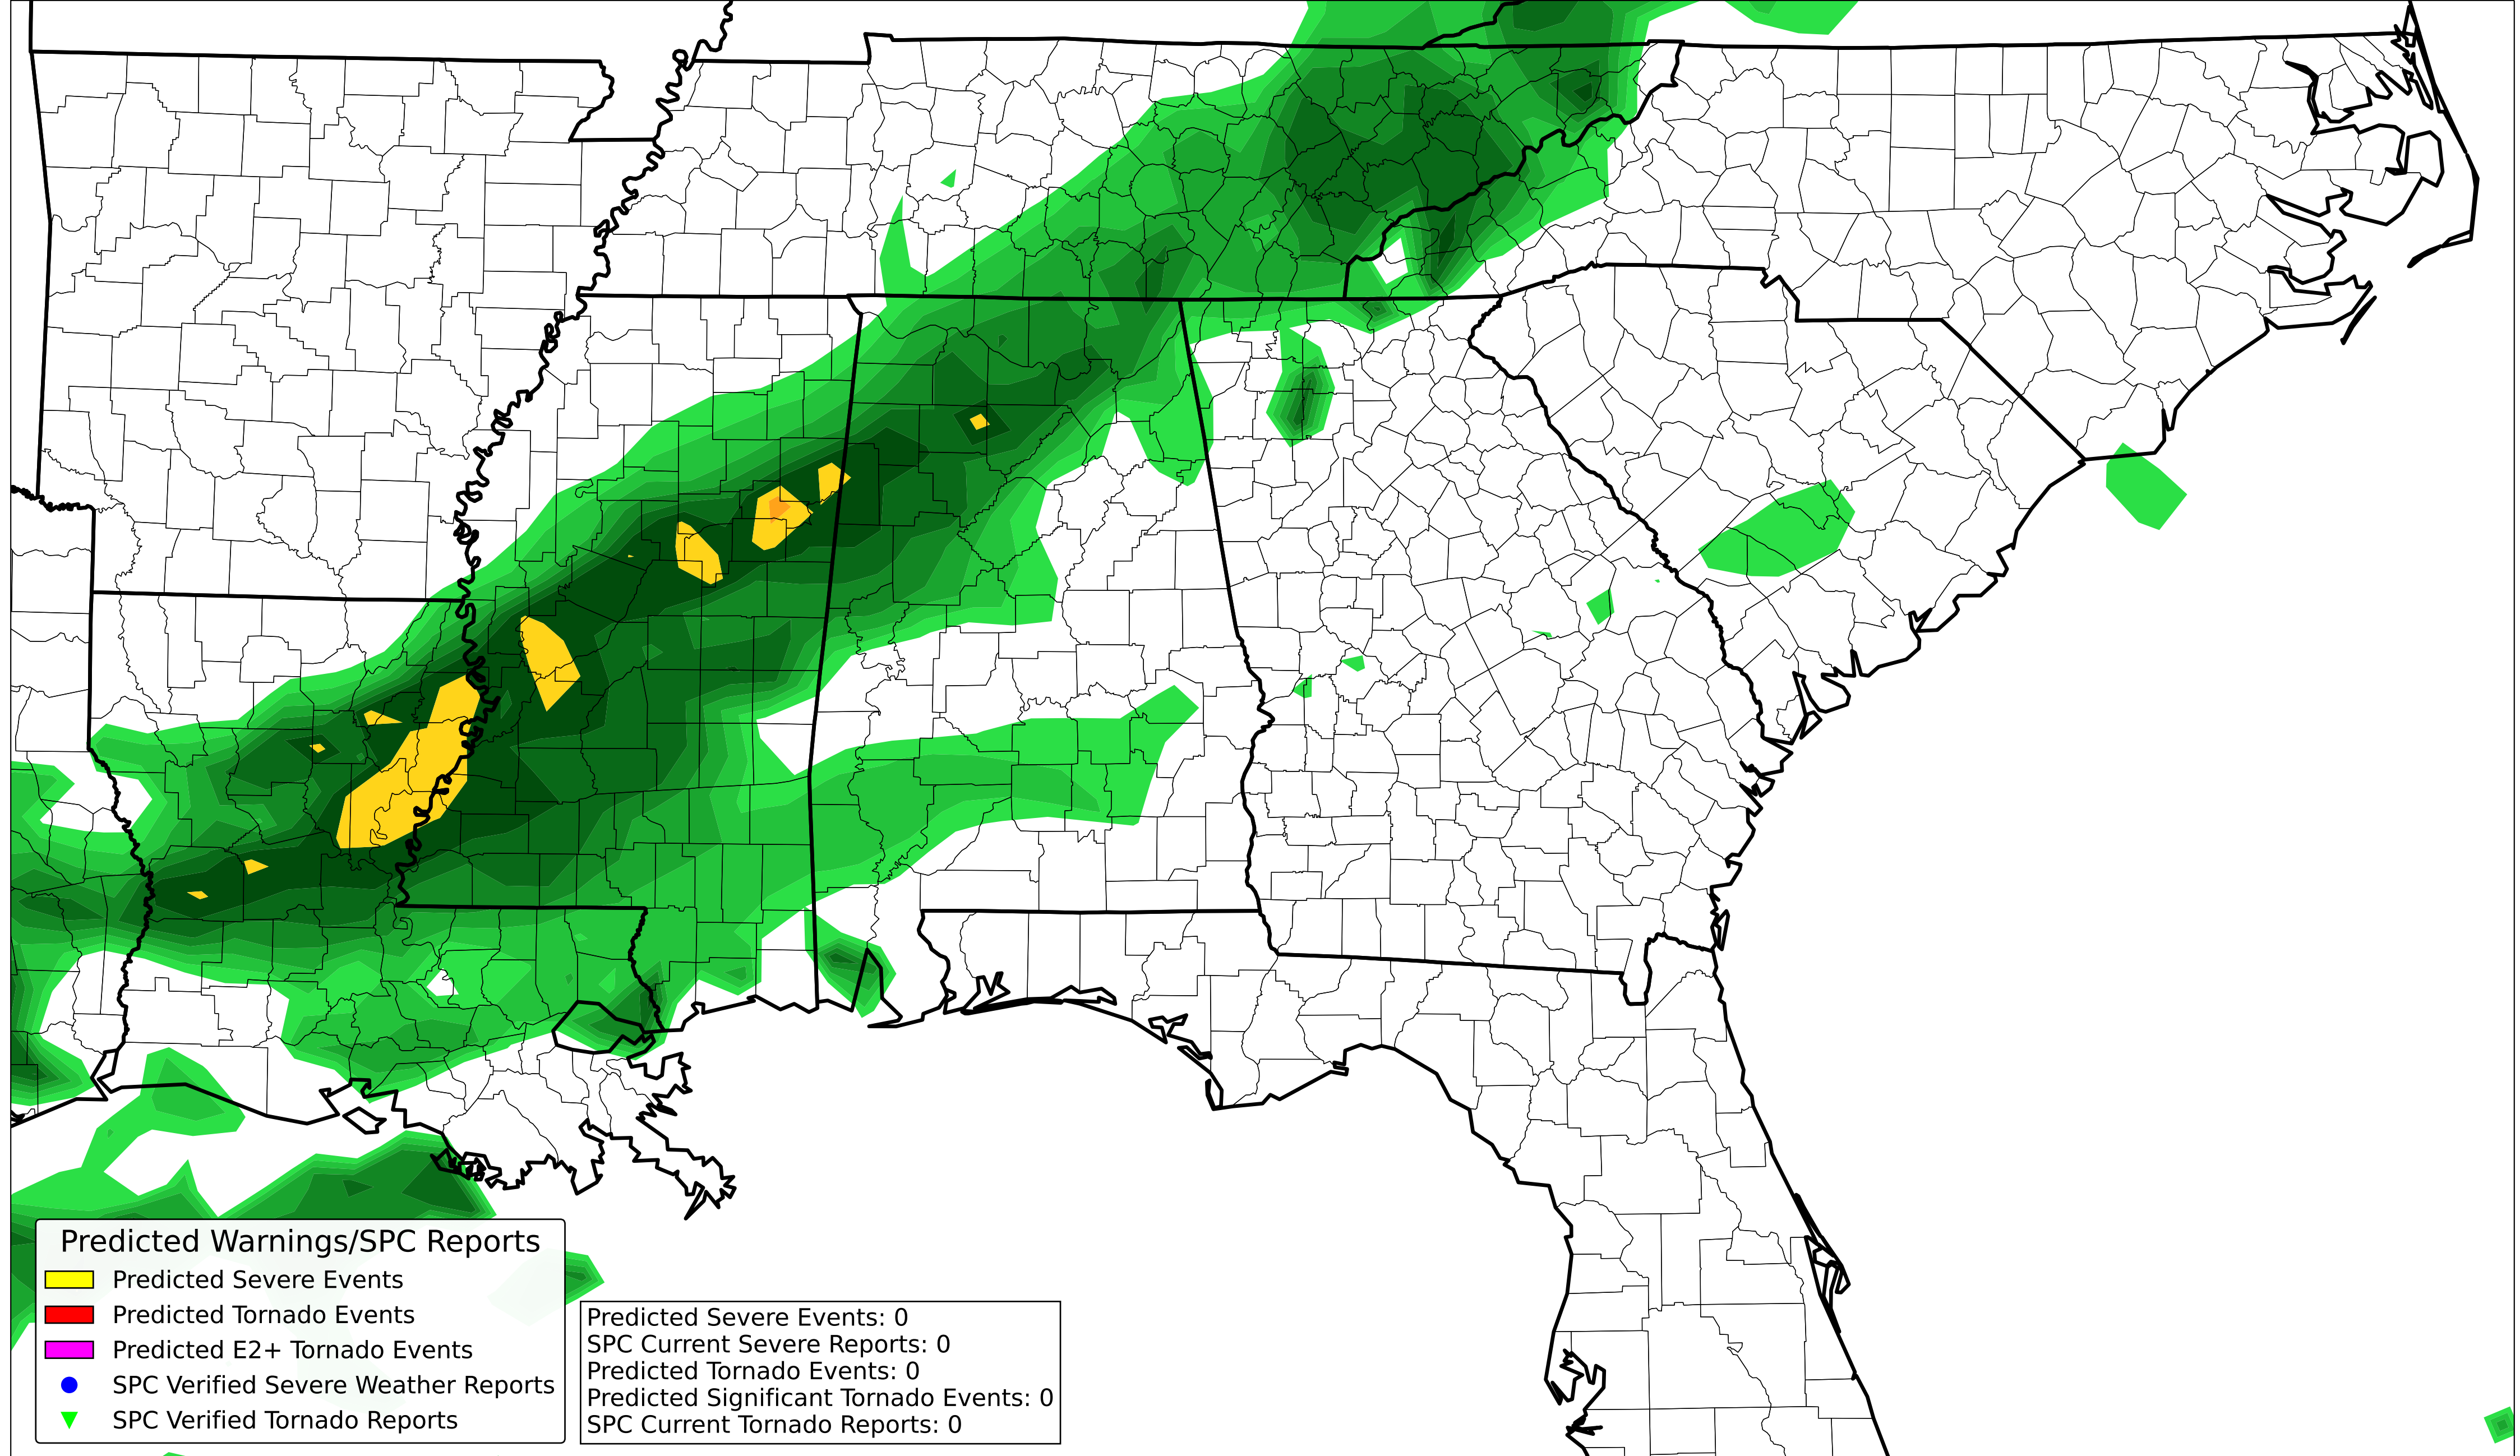 Predicted Warnings/SPC Reports
Predicted Severe Events
Predicted Tornado Events
Predicted E2+ Tornado Events
SPC Verified Severe Weather Reports
SPC Verified Tornado Reports
Predicted Severe Events: 0
SPC Current Severe Reports: 0
Predicted Tornado Events: 0
Predicted Significant Tornado Events: 0
SPC Current Tornado Reports: 0